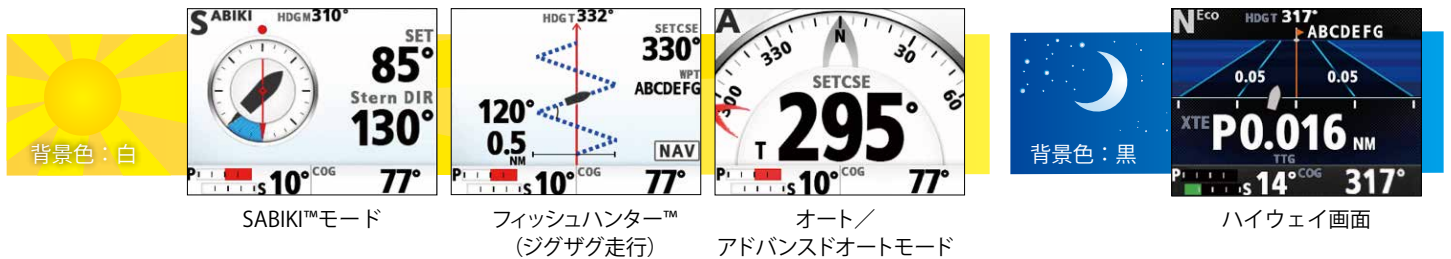 背景色：白
S SABIKI HDG M 310°
SET
85°
Stern DIR
130°
P
S 10° COG 77°
SABIKI™モード
HDG T 332°
SETCSE
330°
WPT
ABCDEFG
120°
0.5
NM
NAV
P
S 10° COG 77°
フィッシュハンター™
（ジグザグ走行）
A
300 330 N 30 60
SETCSE
T 295°
P
S 10° COG 77°
オート／
アドバンスドオートモード
背景色：黒
N Eco HDG T 317°
ABCDEFG
0.05 0.05
XTE P0.016 NM
TTG
P
S 14° COG 317°
ハイウェイ画面